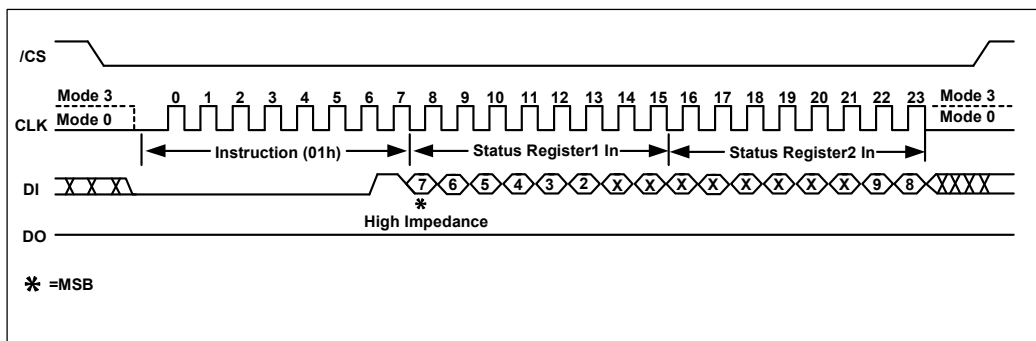 /CS
Mode 3
0 1 2 3 4 5 6 7 8 9 10 11 12 13 14 15 16 17 18 19 20 21 22 23
Mode 3
CLK
Mode 0
Mode 0
Instruction (01h)
Status Register1 In
Status Register2 In
DI
X X X
7 6 5 4 3 2 X X X X X X X X 9 8
X X X X
*
High Impedance
DO
* =MSB